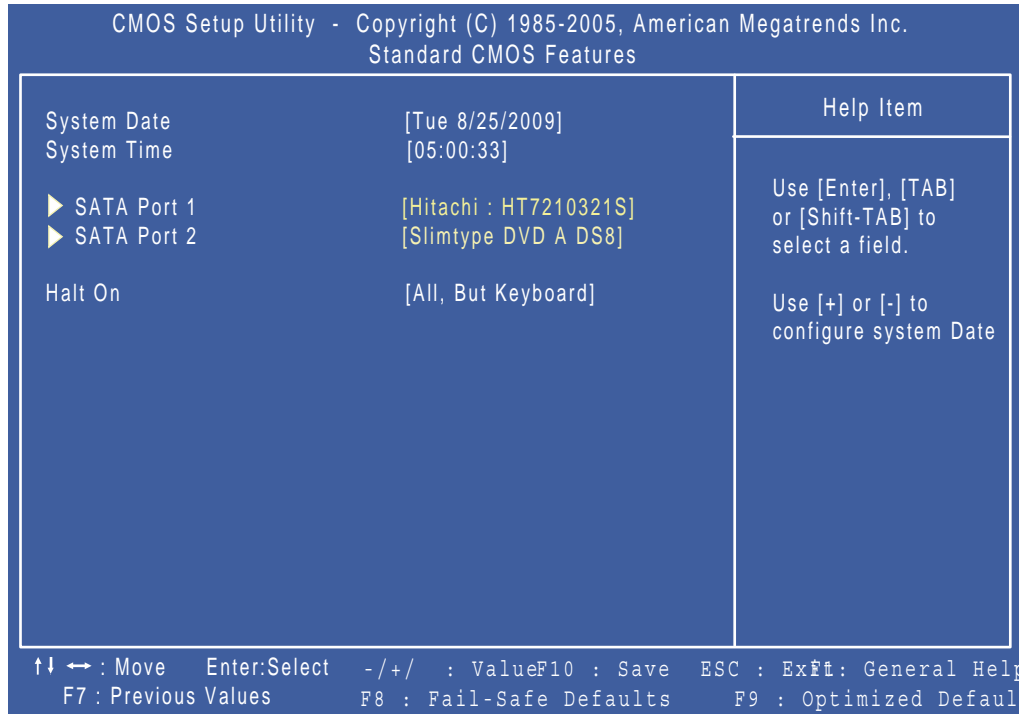 CMOS Setup Utility - Copyright (C) 1985-2005, American Megatrends Inc.
Standard CMOS Features
System Date [Tue 8/25/2009]
System Time [05:00:33]
SATA Port 1 [Hitachi : HT7210321S]
SATA Port 2 [Slimtype DVD A DS8]
Halt On [All, But Keyboard]
Help Item
Use [Enter], [TAB]
or [Shift-TAB] to
select a field.
Use [+] or [-] to
configure system Date
↑↓ ↔ : Move Enter:Select -/+/ : ValueF10 : Save ESC : Exit F1: General Help
F7 : Previous Values F8 : Fail-Safe Defaults F9 : Optimized Defaul